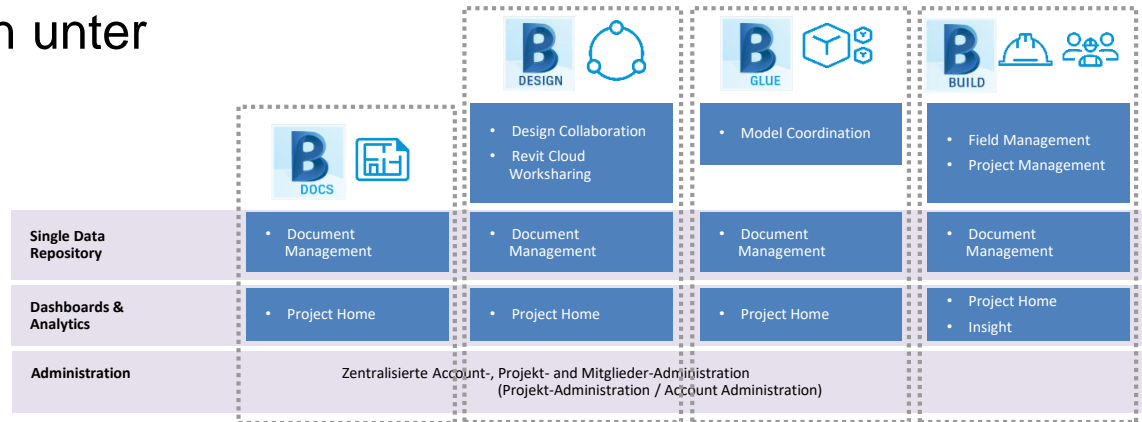 n unter
B
DESIGN
B
GLUE
B
BUILD
B
DOCS
• Design Collaboration
• Revit Cloud
Worksharing
• Model Coordination
• Field Management
• Project Management
Single Data
Repository
• Document
Management
• Document
Management
• Document
Management
• Document
Management
Dashboards &
Analytics
• Project Home
• Project Home
• Project Home
• Project Home
• Insight
Administration
Zentralisierte Account-, Projekt- and Mitglieder-Administration
(Projekt-Administration / Account Administration)